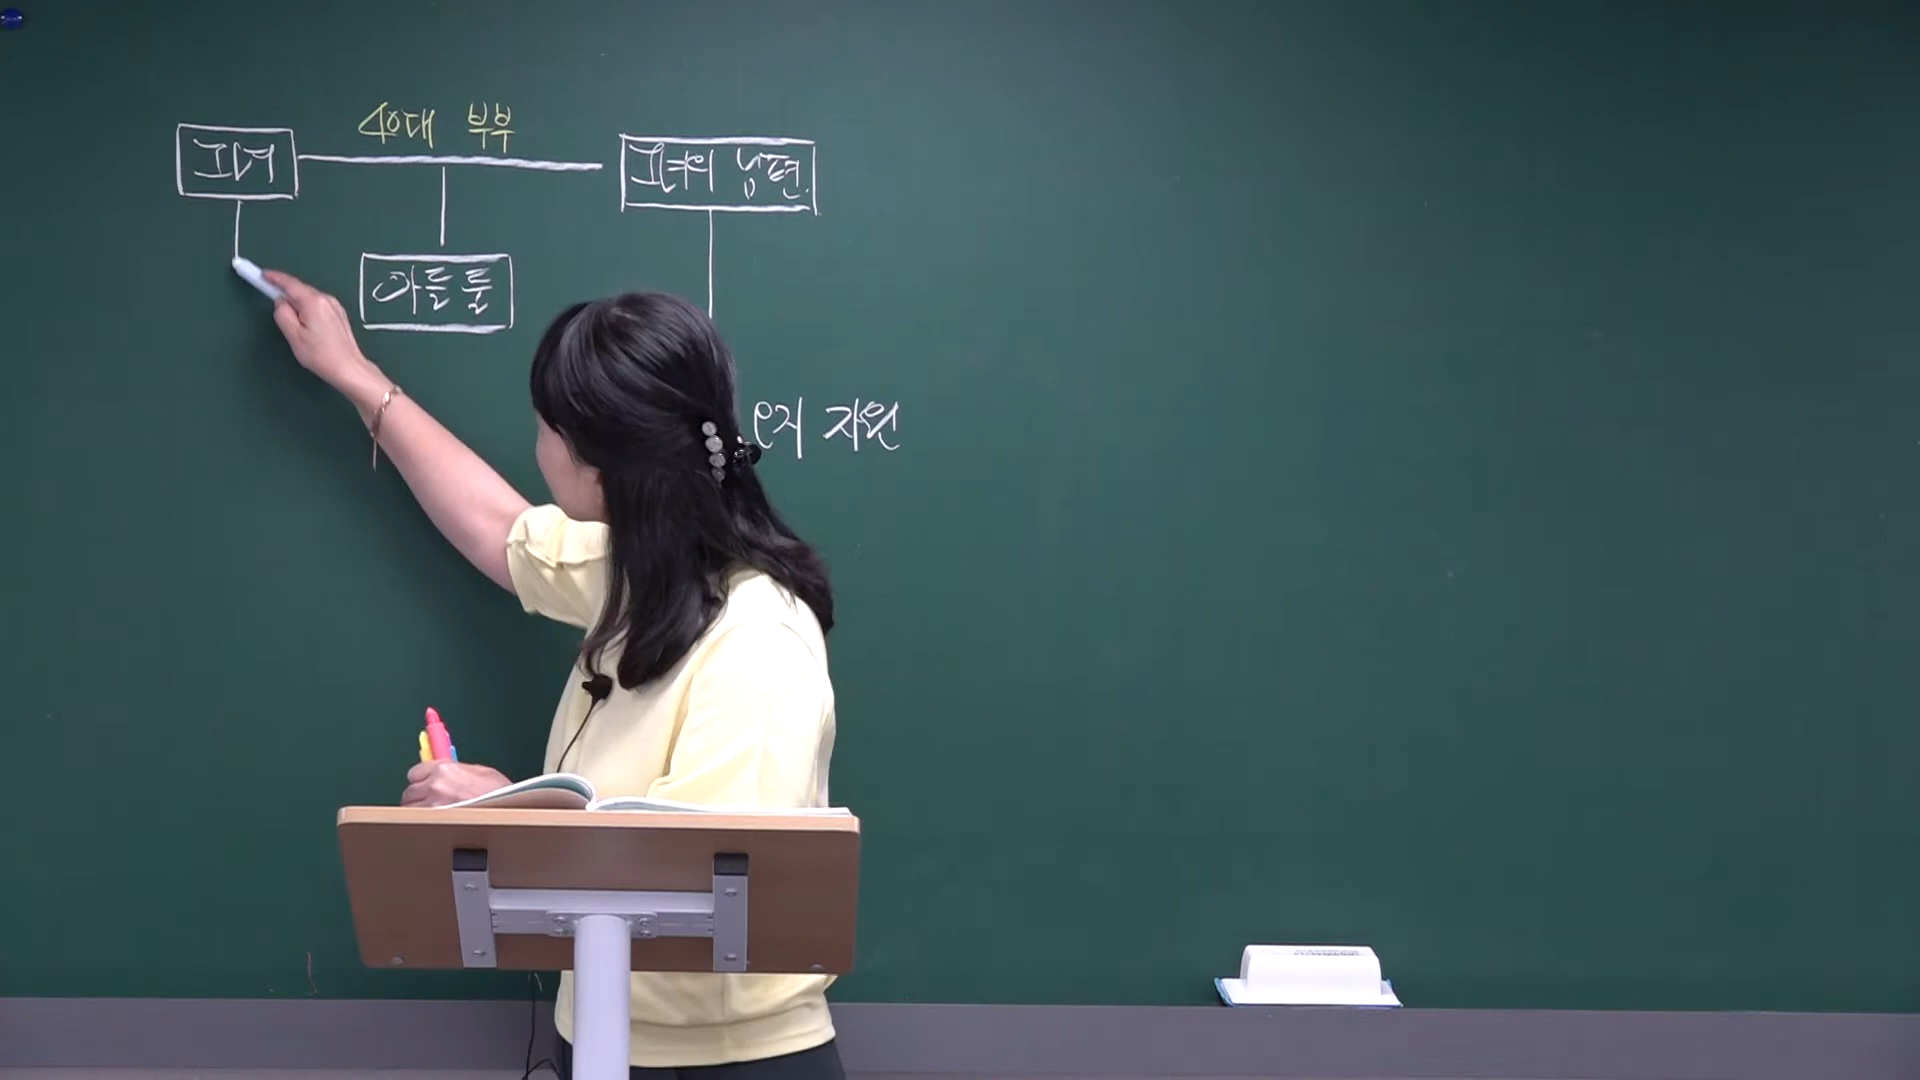 40대 부부
그녀
그녀의 남편
아들 둘
자원